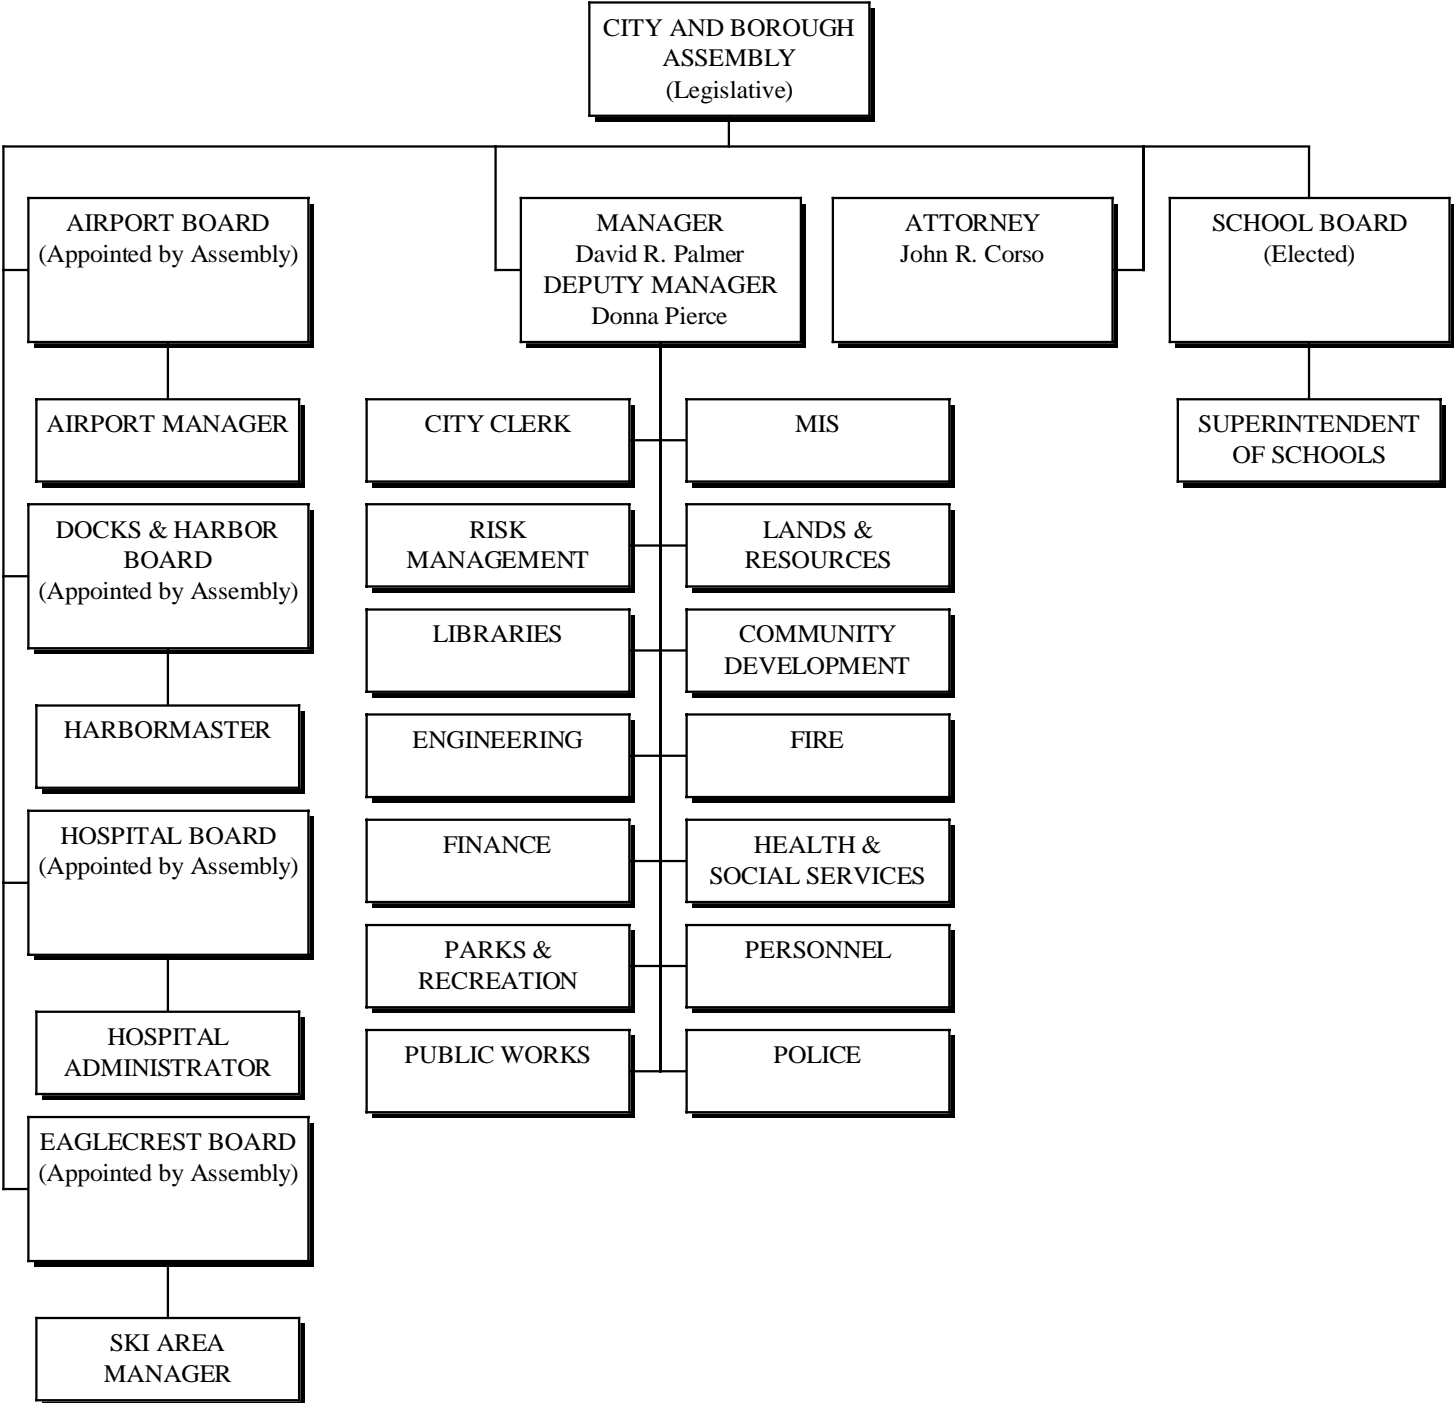 CITY AND BOROUGH
ASSEMBLY
(Legislative)
AIRPORT BOARD
(Appointed by Assembly)
MANAGER
David R. Palmer
DEPUTY MANAGER
Donna Pierce
ATTORNEY
John R. Corso
SCHOOL BOARD
(Elected)
AIRPORT MANAGER
CITY CLERK
MIS
SUPERINTENDENT
OF SCHOOLS
DOCKS & HARBOR
BOARD
(Appointed by Assembly)
RISK
MANAGEMENT
LANDS &
RESOURCES
LIBRARIES
COMMUNITY
DEVELOPMENT
HARBORMASTER
ENGINEERING
FIRE
HOSPITAL BOARD
(Appointed by Assembly)
FINANCE
HEALTH &
SOCIAL SERVICES
PARKS &
RECREATION
PERSONNEL
HOSPITAL
ADMINISTRATOR
PUBLIC WORKS
POLICE
EAGLECREST BOARD
(Appointed by Assembly)
SKI AREA
MANAGER